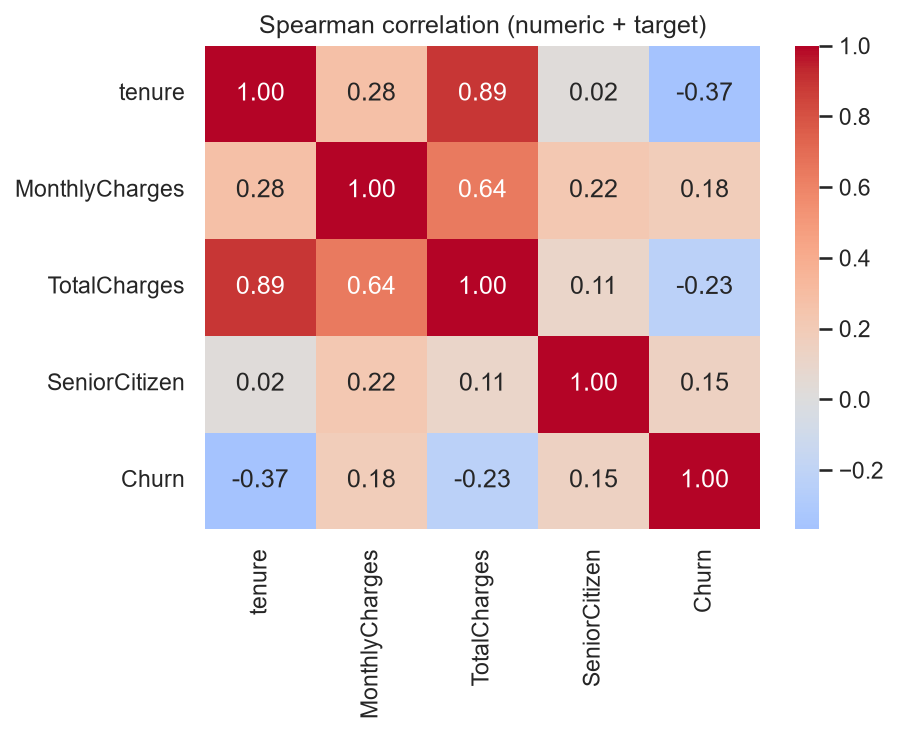 Spearman correlation (numeric + target)
tenure 1.00 0.28 0.89 0.02 -0.37
MonthlyCharges 0.28 1.00 0.64 0.22 0.18
TotalCharges 0.89 0.64 1.00 0.11 -0.23
SeniorCitizen 0.02 0.22 0.11 1.00 0.15
Churn -0.37 0.18 -0.23 0.15 1.00
tenure
MonthlyCharges
TotalCharges
SeniorCitizen
Churn
1.0
0.8
0.6
0.4
0.2
0.0
−0.2